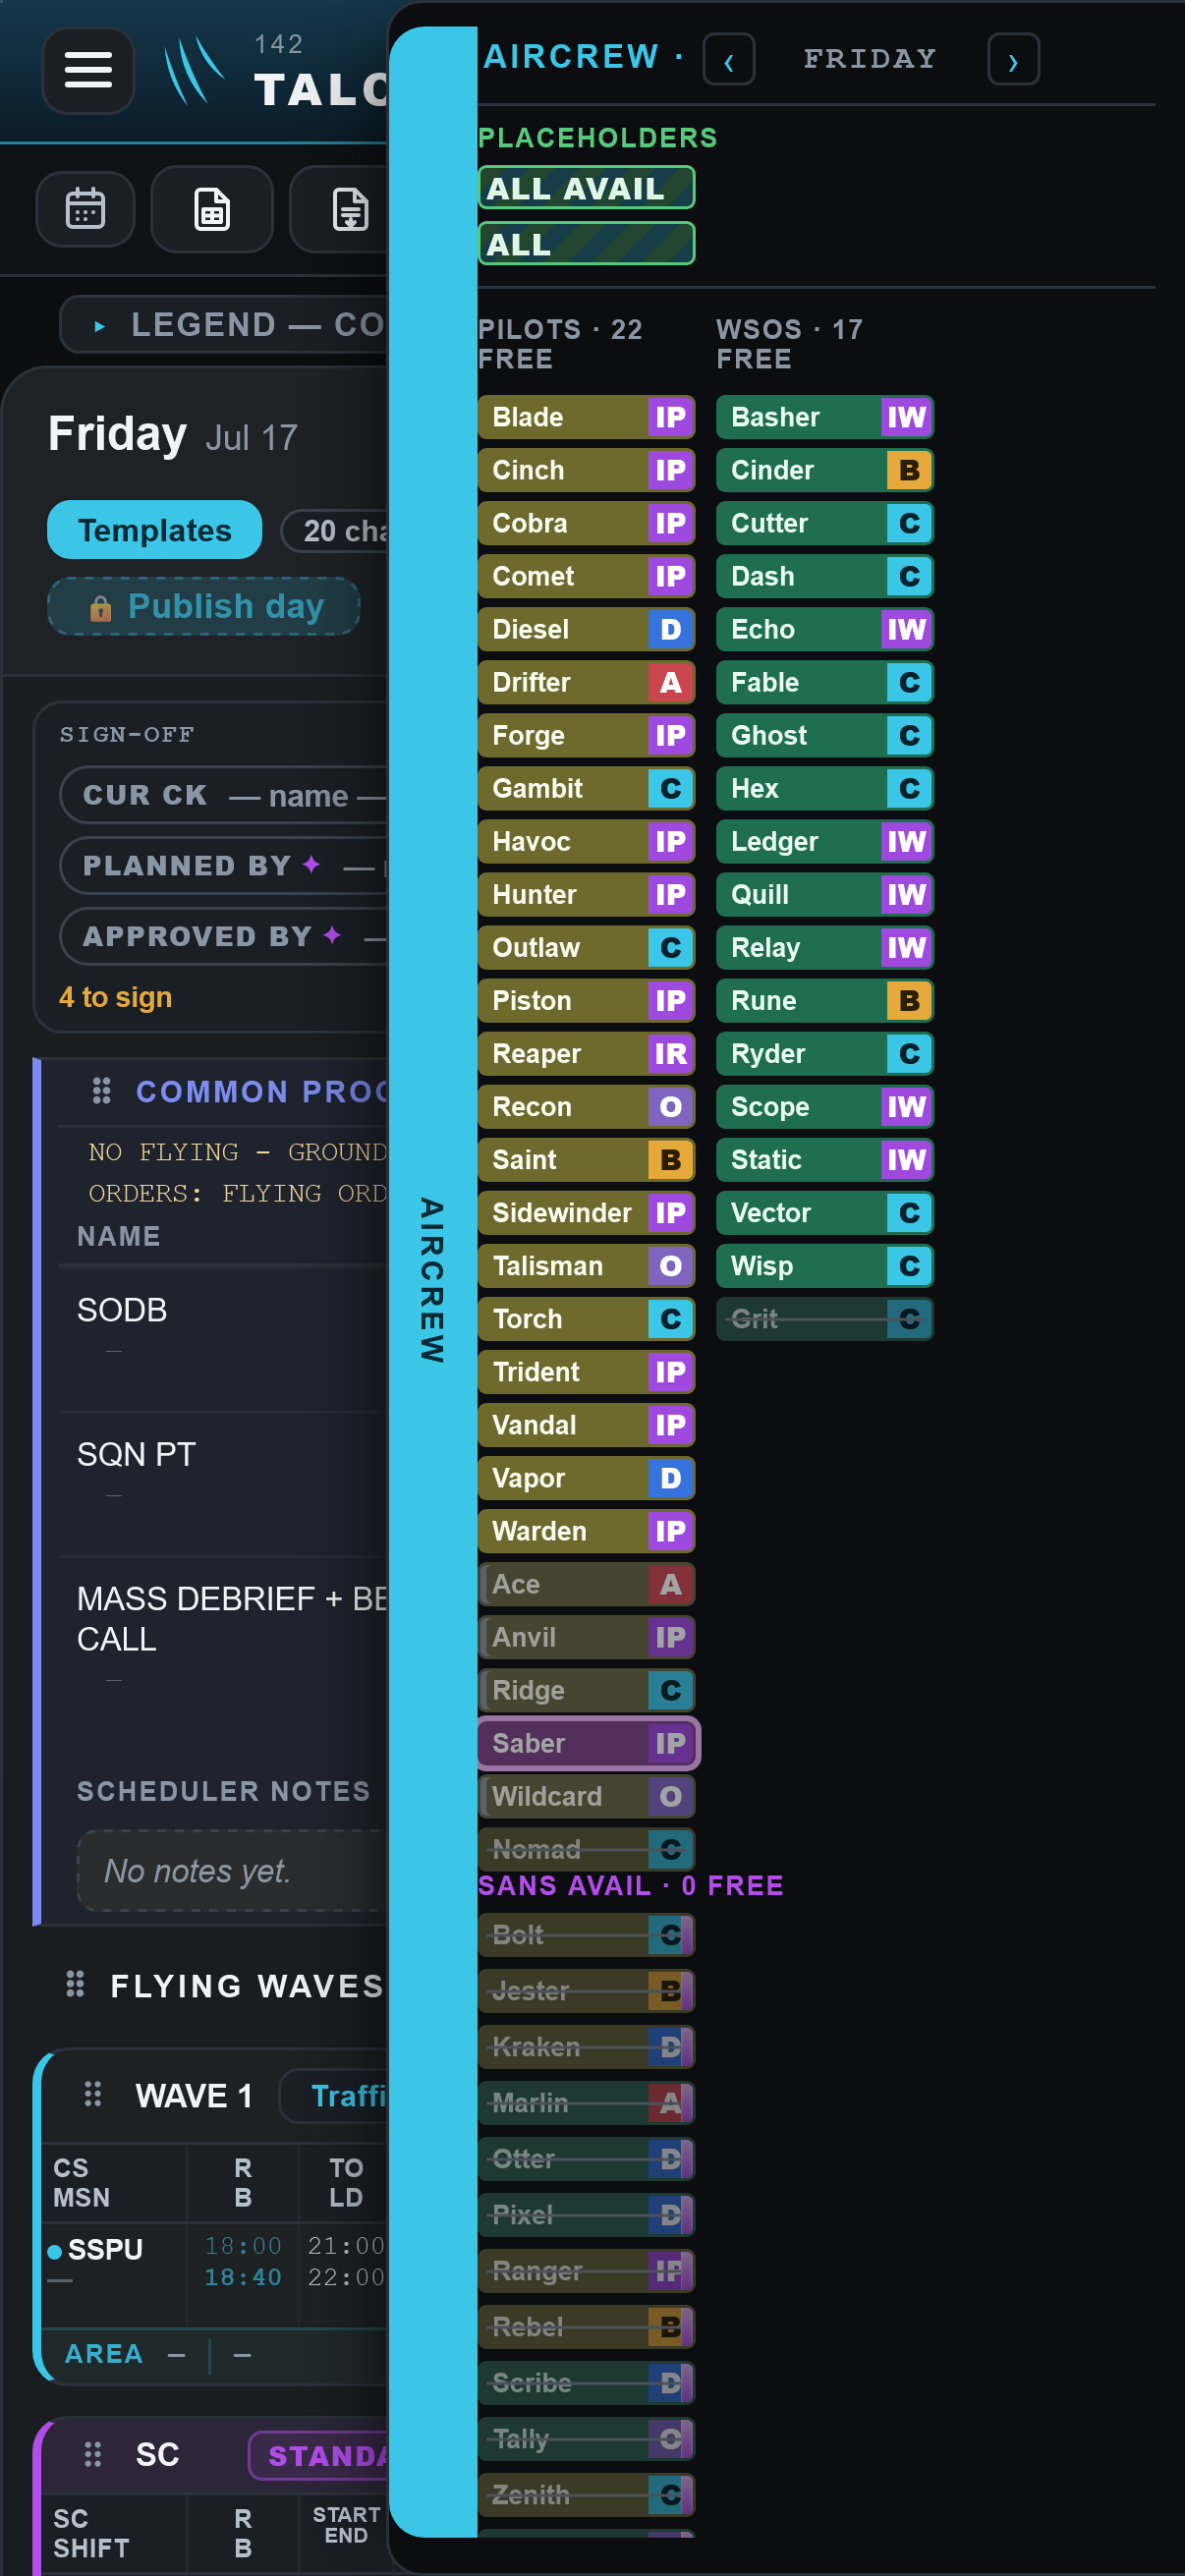 142
TALO
LEGEND — CO
Friday Jul 17
Templates
20 cha
Publish day
SIGN-OFF
CUR CK — name —
PLANNED BY ✦ —
APPROVED BY ✦ —
4 to sign
COMMON PROG
NO FLYING - GROUND
ORDERS: FLYING ORD
NAME
SODB
—
SQN PT
—
MASS DEBRIEF + BE
CALL
—
SCHEDULER NOTES
No notes yet.
FLYING WAVES
WAVE 1 Traffi
CS R TO
MSN B LD
SSPU 18:00 21:00
— 18:40 22:00
AREA — —
SC STANDA
SC R START
SHIFT B END
AIRCREW
AIRCREW · ‹ FRIDAY ›
PLACEHOLDERS
ALL AVAIL
ALL
PILOTS · 22
FREE
Blade IP
Cinch IP
Cobra IP
Comet IP
Diesel D
Drifter A
Forge IP
Gambit C
Havoc IP
Hunter IP
Outlaw C
Piston IP
Reaper IR
Recon O
Saint B
Sidewinder IP
Talisman O
Torch C
Trident IP
Vandal IP
Vapor D
Warden IP
Ace A
Anvil IP
Ridge C
Saber IP
Wildcard O
Nomad C
WSOS · 17
FREE
Basher IW
Cinder B
Cutter C
Dash C
Echo IW
Fable C
Ghost C
Hex C
Ledger IW
Quill IW
Relay IW
Rune B
Ryder C
Scope IW
Static IW
Vector C
Wisp C
Grit C
SANS AVAIL · 0 FREE
Bolt C
Jester B
Kraken D
Marlin A
Otter D
Pixel D
Ranger IP
Rebel B
Scribe D
Tally O
Zenith C